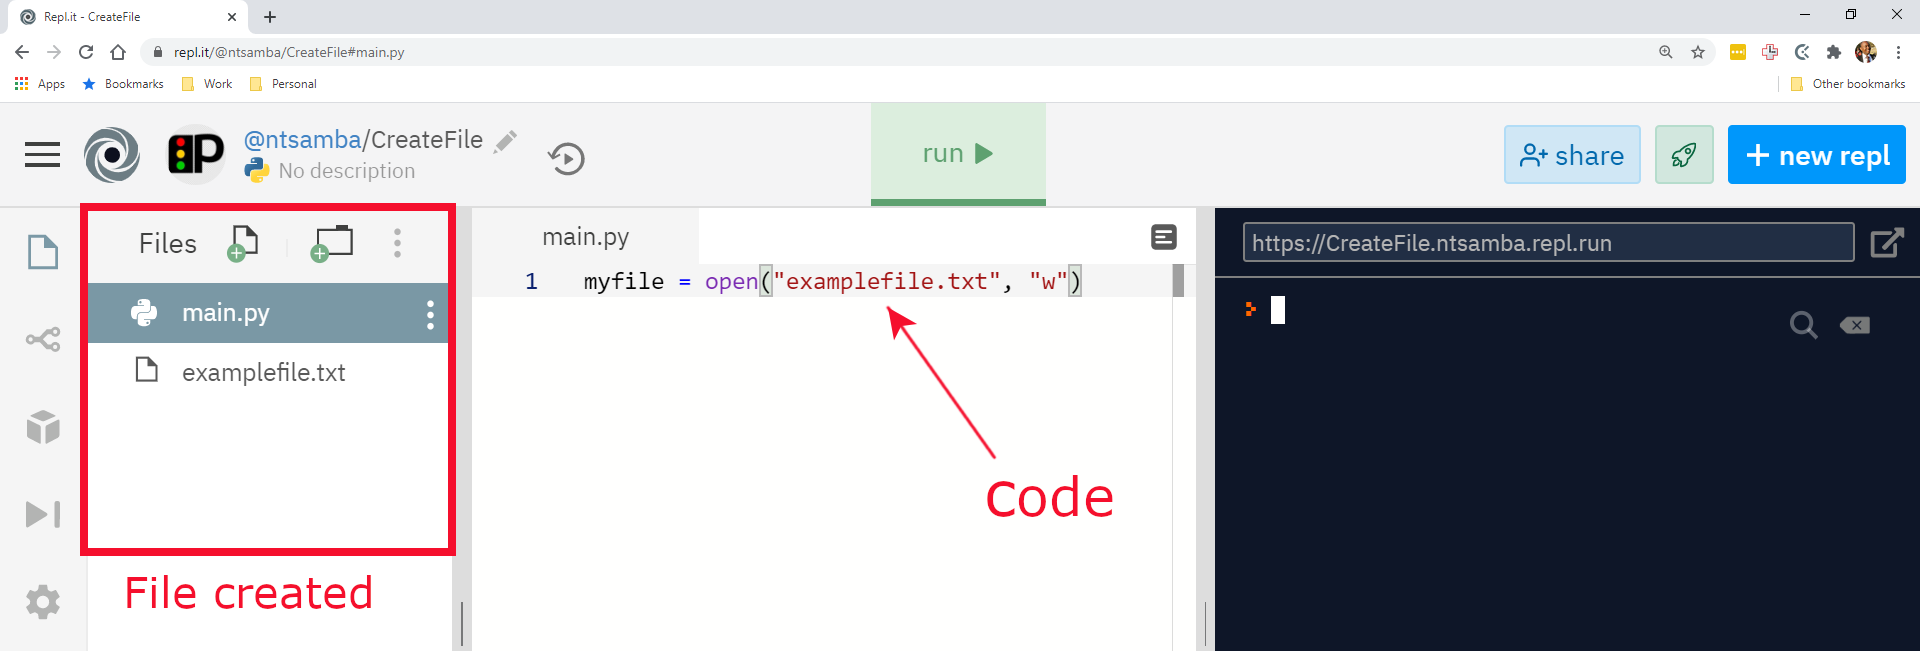 Repl.it - CreateFile
repl.it/@ntsamba/CreateFile#main.py
Apps Bookmarks Work Personal Other bookmarks
P @ntsamba/CreateFile
No description
run
share
+ new repl
Files
main.py
examplefile.txt
File created
main.py
1 myfile = open("examplefile.txt", "w")
Code
https://CreateFile.ntsamba.repl.run